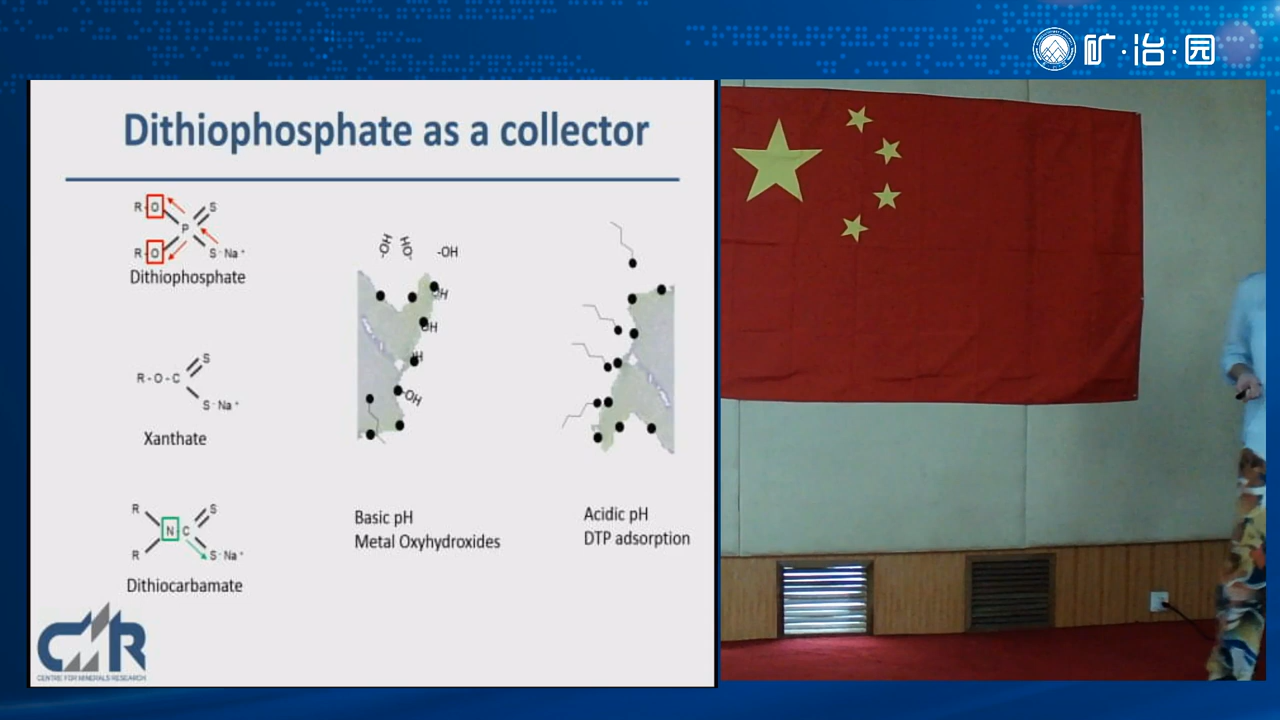 矿·冶·园
Dithiophosphate as a collector
R-O
S
P
R-O
S⁻Na⁺
Dithiophosphate
S
R-O-C
S⁻Na⁺
Xanthate
R
S
N-C
R
S⁻Na⁺
Dithiocarbamate
OH
OH
-OH
OH
OH
OH
OH
Basic pH
Metal Oxyhydroxides
Acidic pH
DTP adsorption
CMR
CENTRE FOR MINERALS RESEARCH